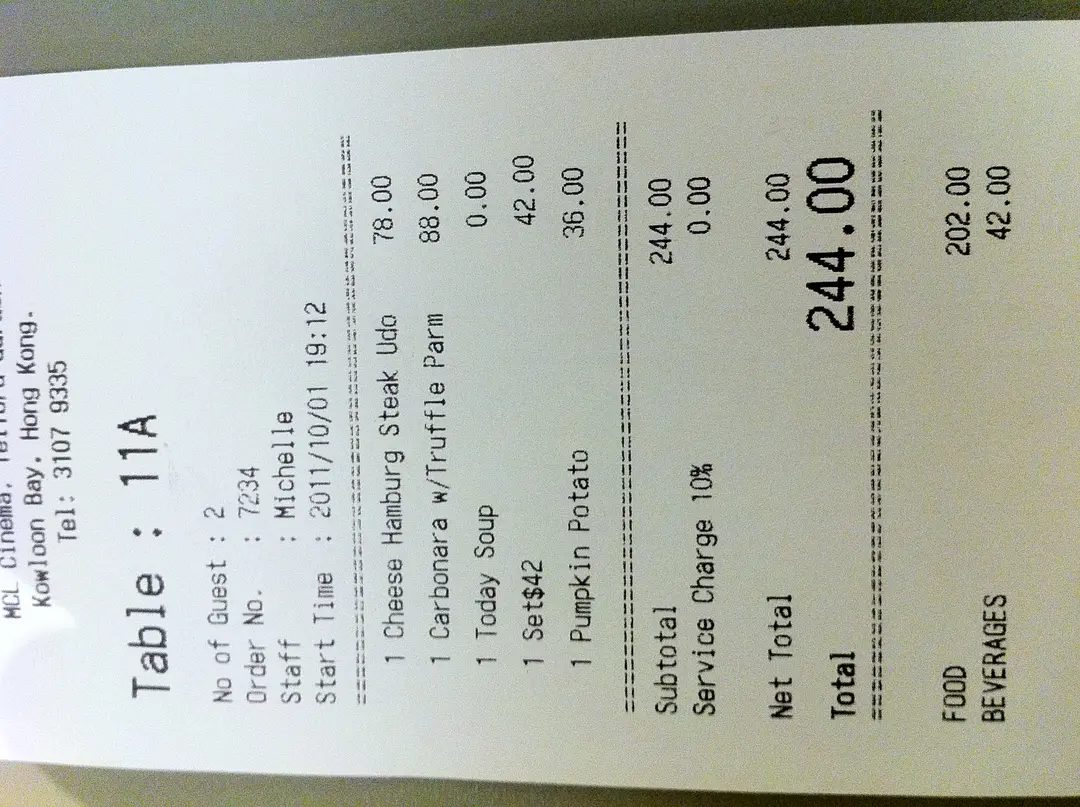 MCL Cinema, Telford
Kowloon Bay, Hong Kong.
Tel: 3107 9335
Table : 11A
No of Guest : 2
Order No. : 7234
Staff : Michelle
Start Time : 2011/10/01 19:12
================================================
1 Cheese Hamburg Steak Udo 78.00
1 Carbonara w/Truffle Parm 88.00
1 Today Soup 0.00
1 Set$42 42.00
1 Pumpkin Potato 36.00
================================================
Subtotal 244.00
Service Charge 10% 0.00
Net Total 244.00
Total 244.00
================================================
FOOD 202.00
BEVERAGES 42.00